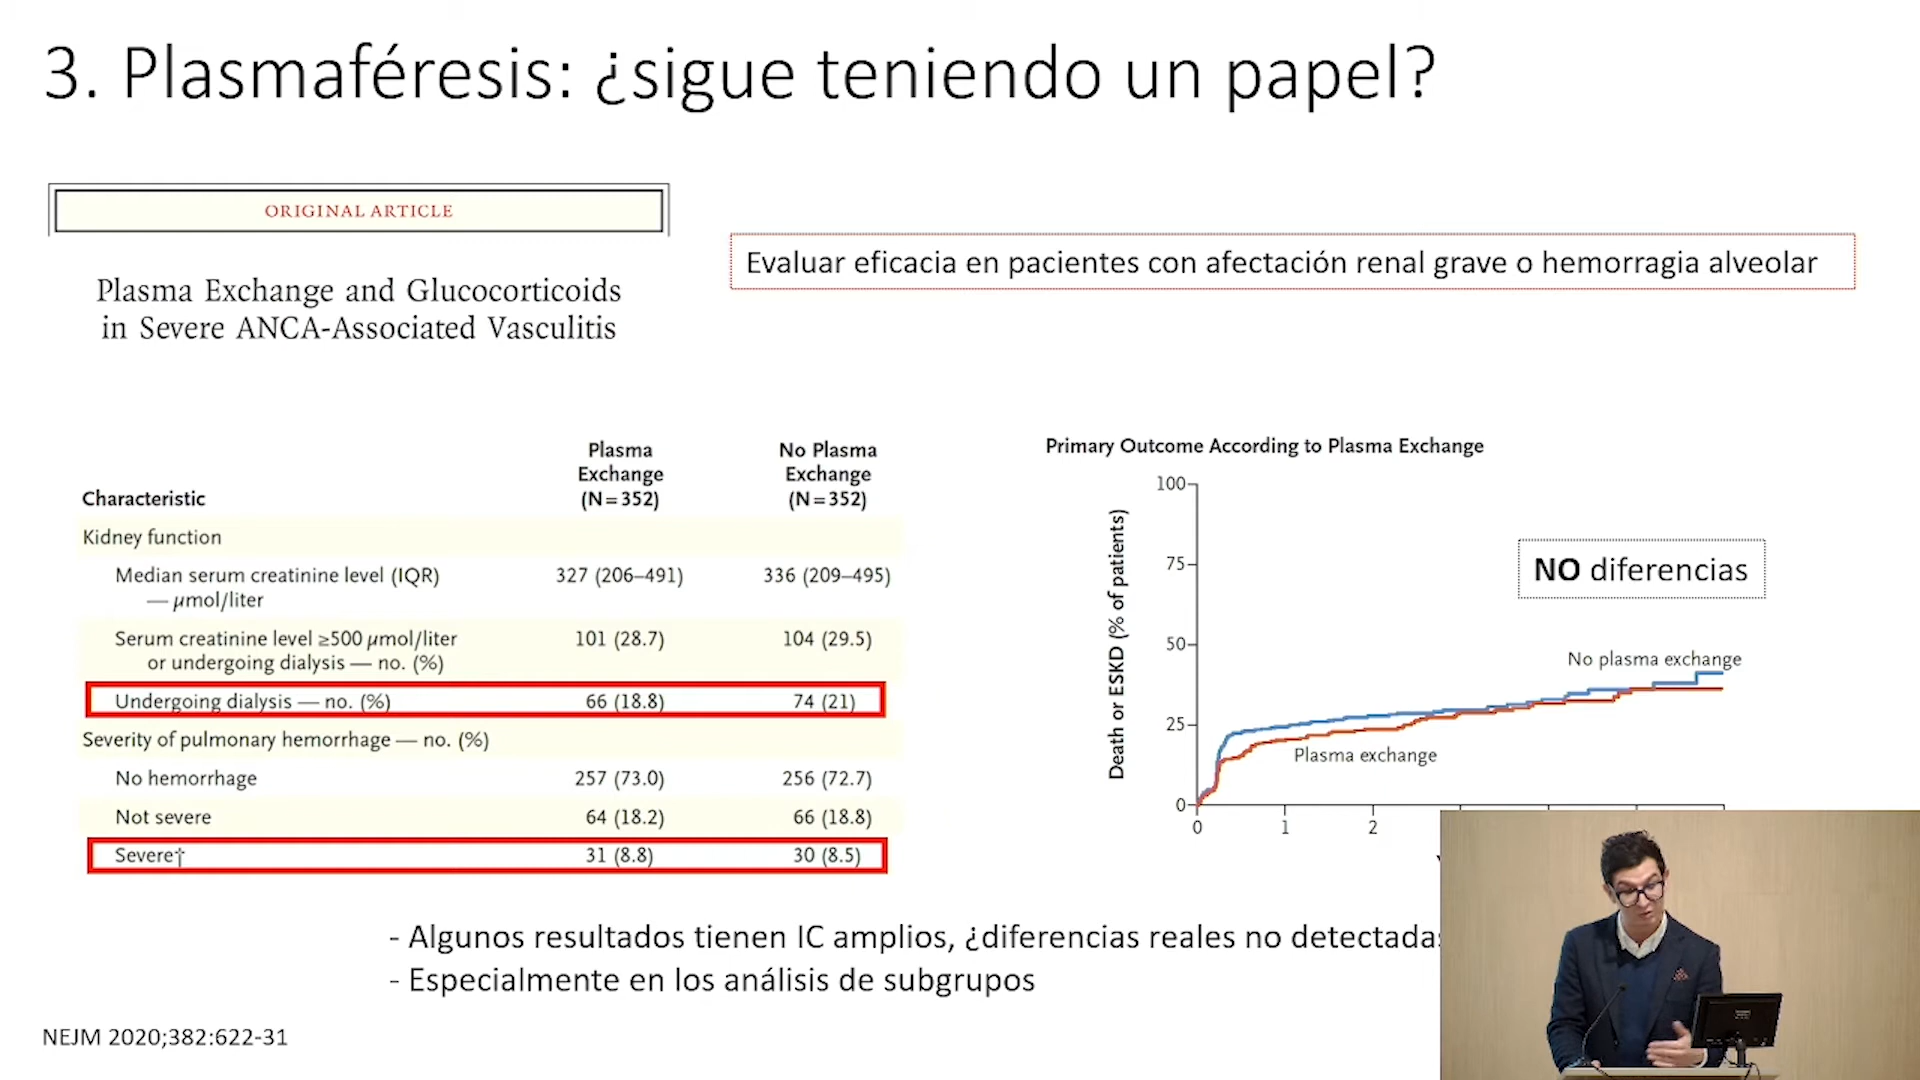 3. Plasmaféresis: ¿sigue teniendo un papel?
ORIGINAL ARTICLE
Plasma Exchange and Glucocorticoids
in Severe ANCA-Associated Vasculitis
Evaluar eficacia en pacientes con afectación renal grave o hemorragia alveolar
Characteristic
Plasma
Exchange
(N=352)
No Plasma
Exchange
(N=352)
Kidney function
Median serum creatinine level (IQR)
— µmol/liter
327 (206–491)
336 (209–495)
Serum creatinine level ≥500 µmol/liter
or undergoing dialysis — no. (%)
101 (28.7)
104 (29.5)
Undergoing dialysis — no. (%)
66 (18.8)
74 (21)
Severity of pulmonary hemorrhage — no. (%)
No hemorrhage
257 (73.0)
256 (72.7)
Not severe
64 (18.2)
66 (18.8)
Severe†
31 (8.8)
30 (8.5)
Primary Outcome According to Plasma Exchange
Death or ESKD (% of patients)
100
75
50
25
0
0
1
2
NO diferencias
No plasma exchange
Plasma exchange
- Algunos resultados tienen IC amplios, ¿diferencias reales no detectadas
- Especialmente en los análisis de subgrupos
NEJM 2020;382:622-31